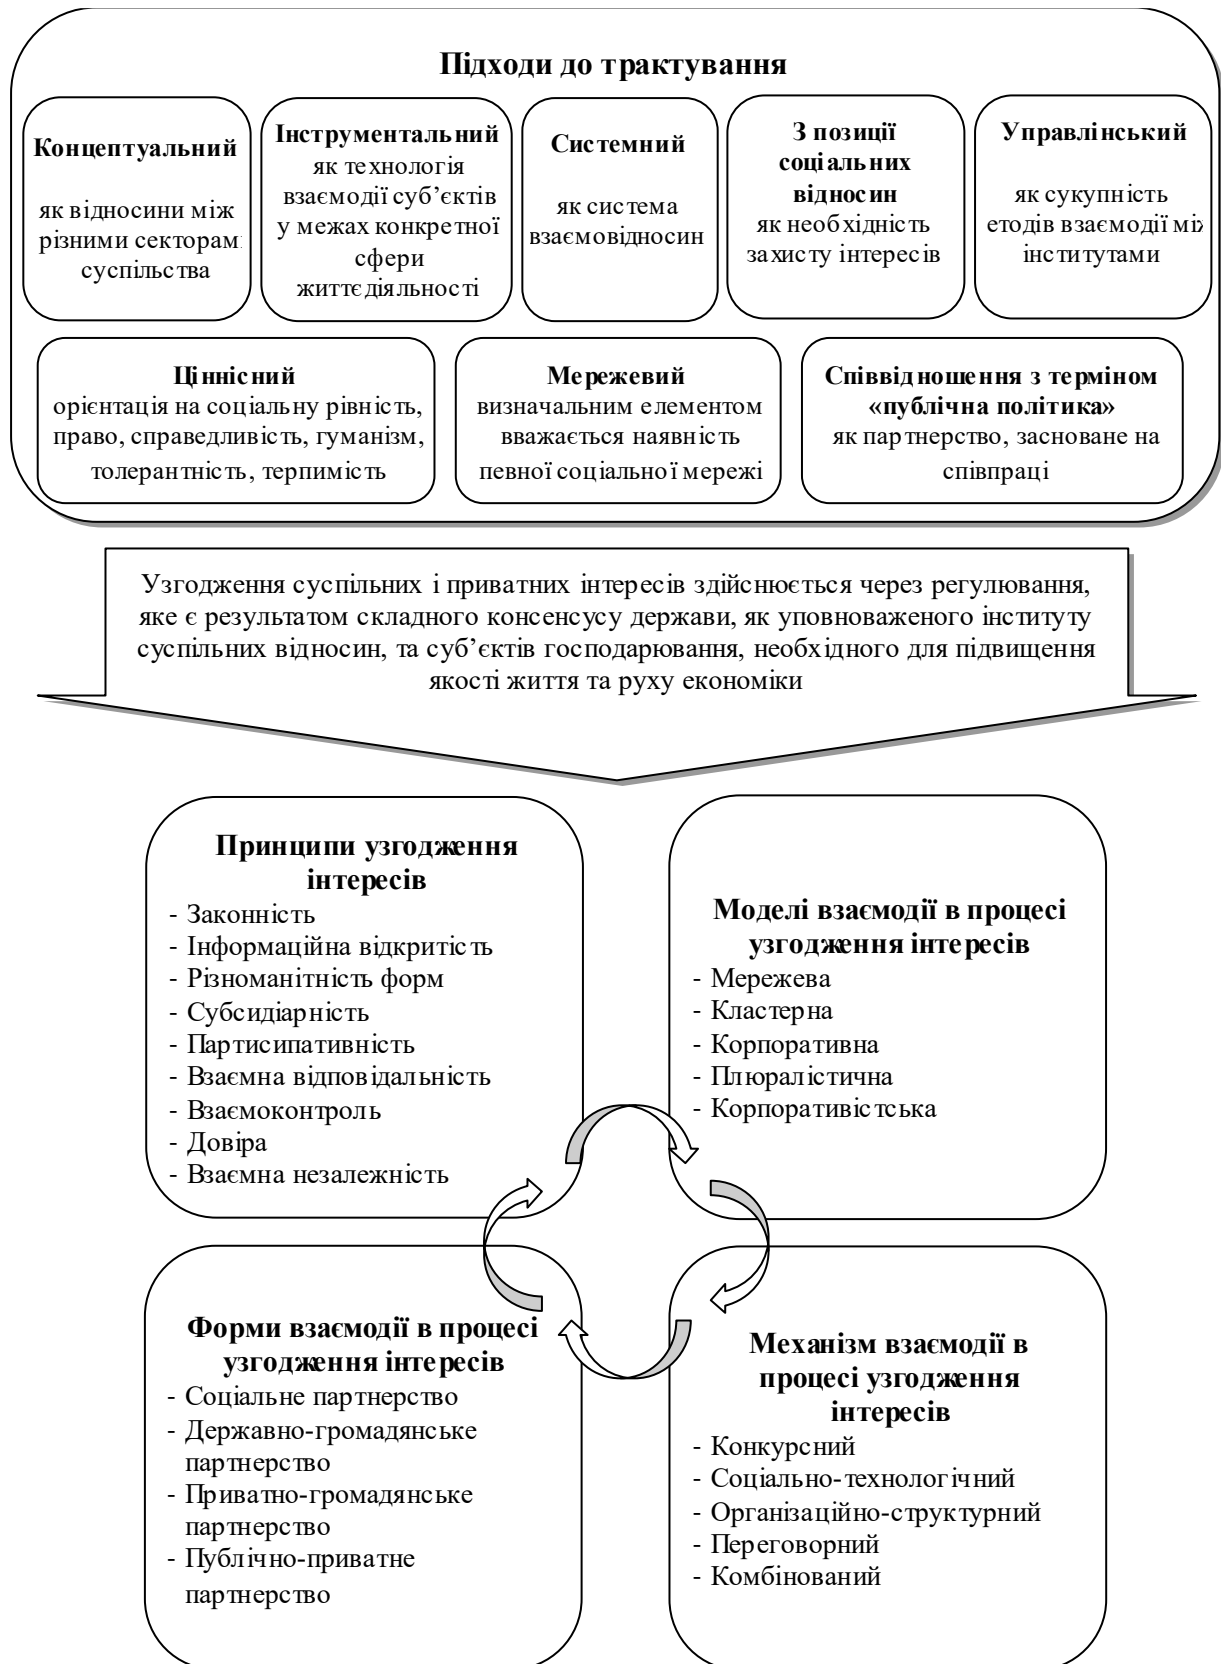 Підходи до трактування
Концептуальний
як відносини між
різними секторам
суспільства
Інструментальний
як технологія
взаємодії суб’єктів
у межах конкретної
сфери
життєдіяльності
Системний
як система
взаємовідносин
З позиції
соціальних
відносин
як необхідність
захисту інтересів
Управлінський
як сукупність
етодів взаємодії між
інститутами
Ціннісний
орієнтація на соціальну рівність,
право, справедливість, гуманізм,
толерантність, терпимість
Мережевий
визначальним елементом
вважається наявність
певної соціальної мережі
Співвідношення з терміном
«публічна політика»
як партнерство, засноване на
співпраці
Узгодження суспільних і приватних інтересів здійснюється через регулювання,
яке є результатом складного консенсусу держави, як уповноваженого інституту
суспільних відносин, та суб’єктів господарювання, необхідного для підвищення
якості життя та руху економіки
Принципи узгодження
інтересів
- Законність
- Інформаційна відкритість
- Різноманітність форм
- Субсидіарність
- Партисипативність
- Взаємна відповідальність
- Взаємоконтроль
- Довіра
- Взаємна незалежність
Моделі взаємодії в процесі
узгодження інтересів
- Мережева
- Кластерна
- Корпоративна
- Плюралістична
- Корпоративістська
Форми взаємодії в процесі
узгодження інтересів
- Соціальне партнерство
- Державно-громадянське
партнерство
- Приватно-громадянське
партнерство
- Публічно-приватне
партнерство
Механізм взаємодії в
процесі узгодження
інтересів
- Конкурсний
- Соціально-технологічний
- Організаційно-структурний
- Переговорний
- Комбінований